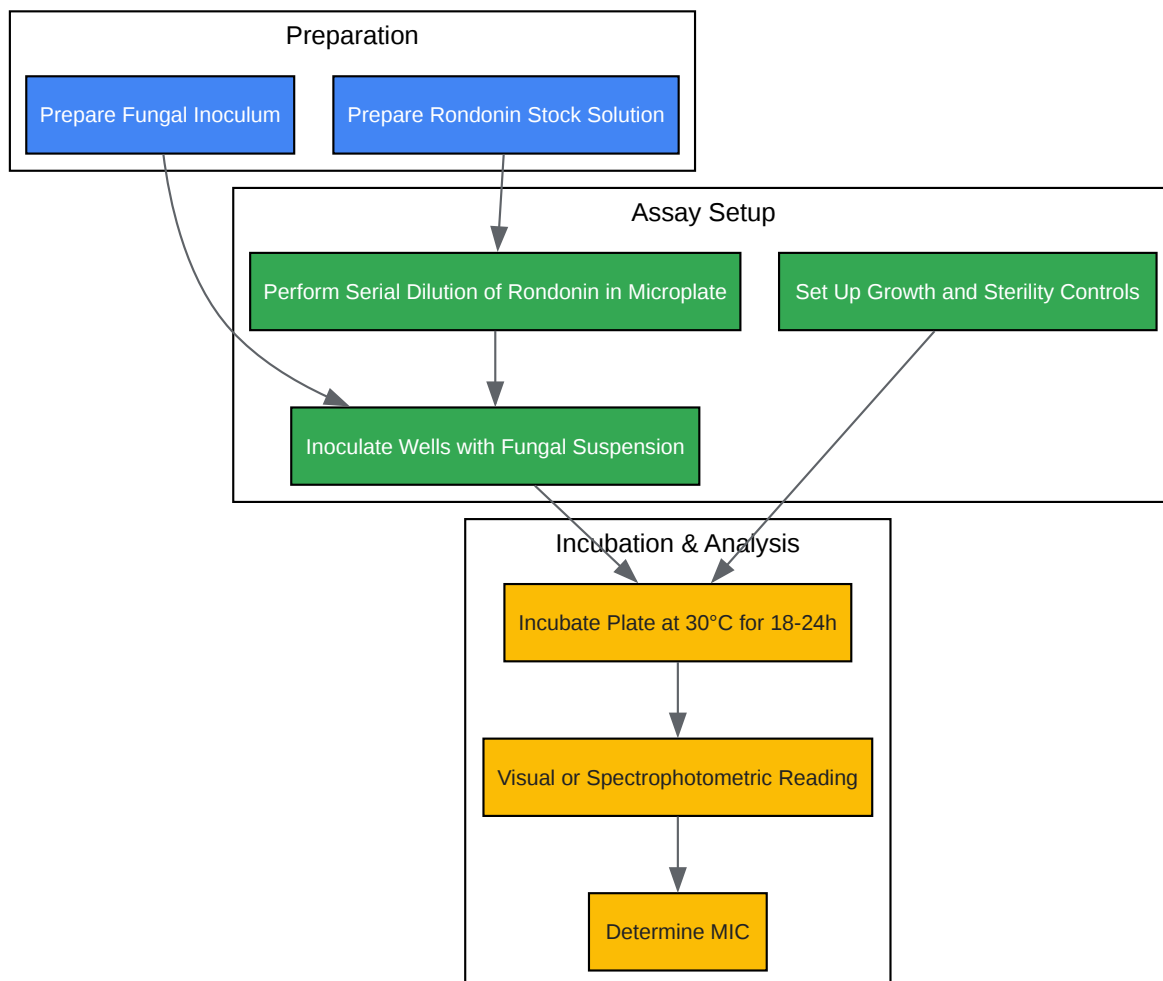 Preparation
Prepare Fungal Inoculum
Prepare Rondonin Stock Solution
Assay Setup
Perform Serial Dilution of Rondonin in Microplate
Set Up Growth and Sterility Controls
Inoculate Wells with Fungal Suspension
Incubation & Analysis
Incubate Plate at 30°C for 18-24h
Visual or Spectrophotometric Reading
Determine MIC